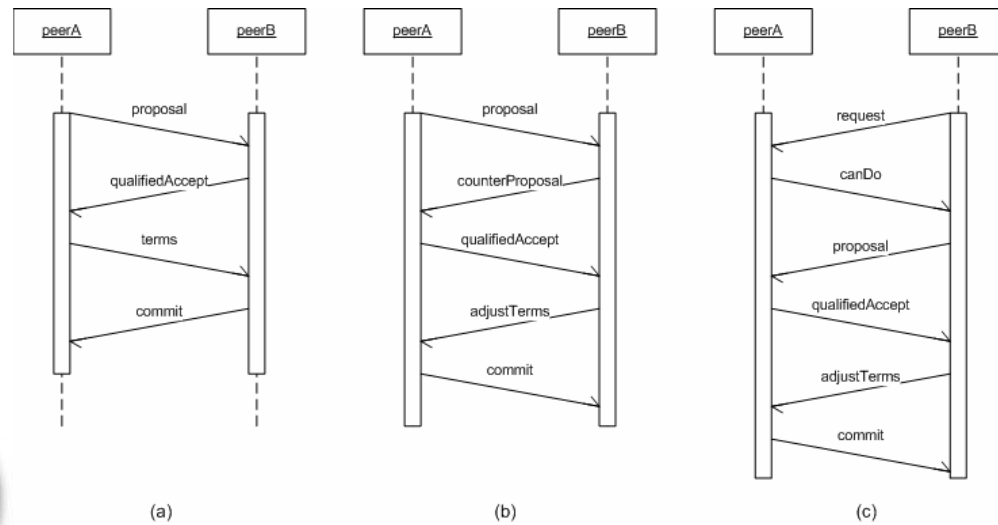 peerA
peerB
proposal
qualifiedAccept
terms
commit
(a)
peerA
peerB
proposal
counterProposal
qualifiedAccept
adjustTerms
commit
(b)
peerA
peerB
request
canDo
proposal
qualifiedAccept
adjustTerms
commit
(c)